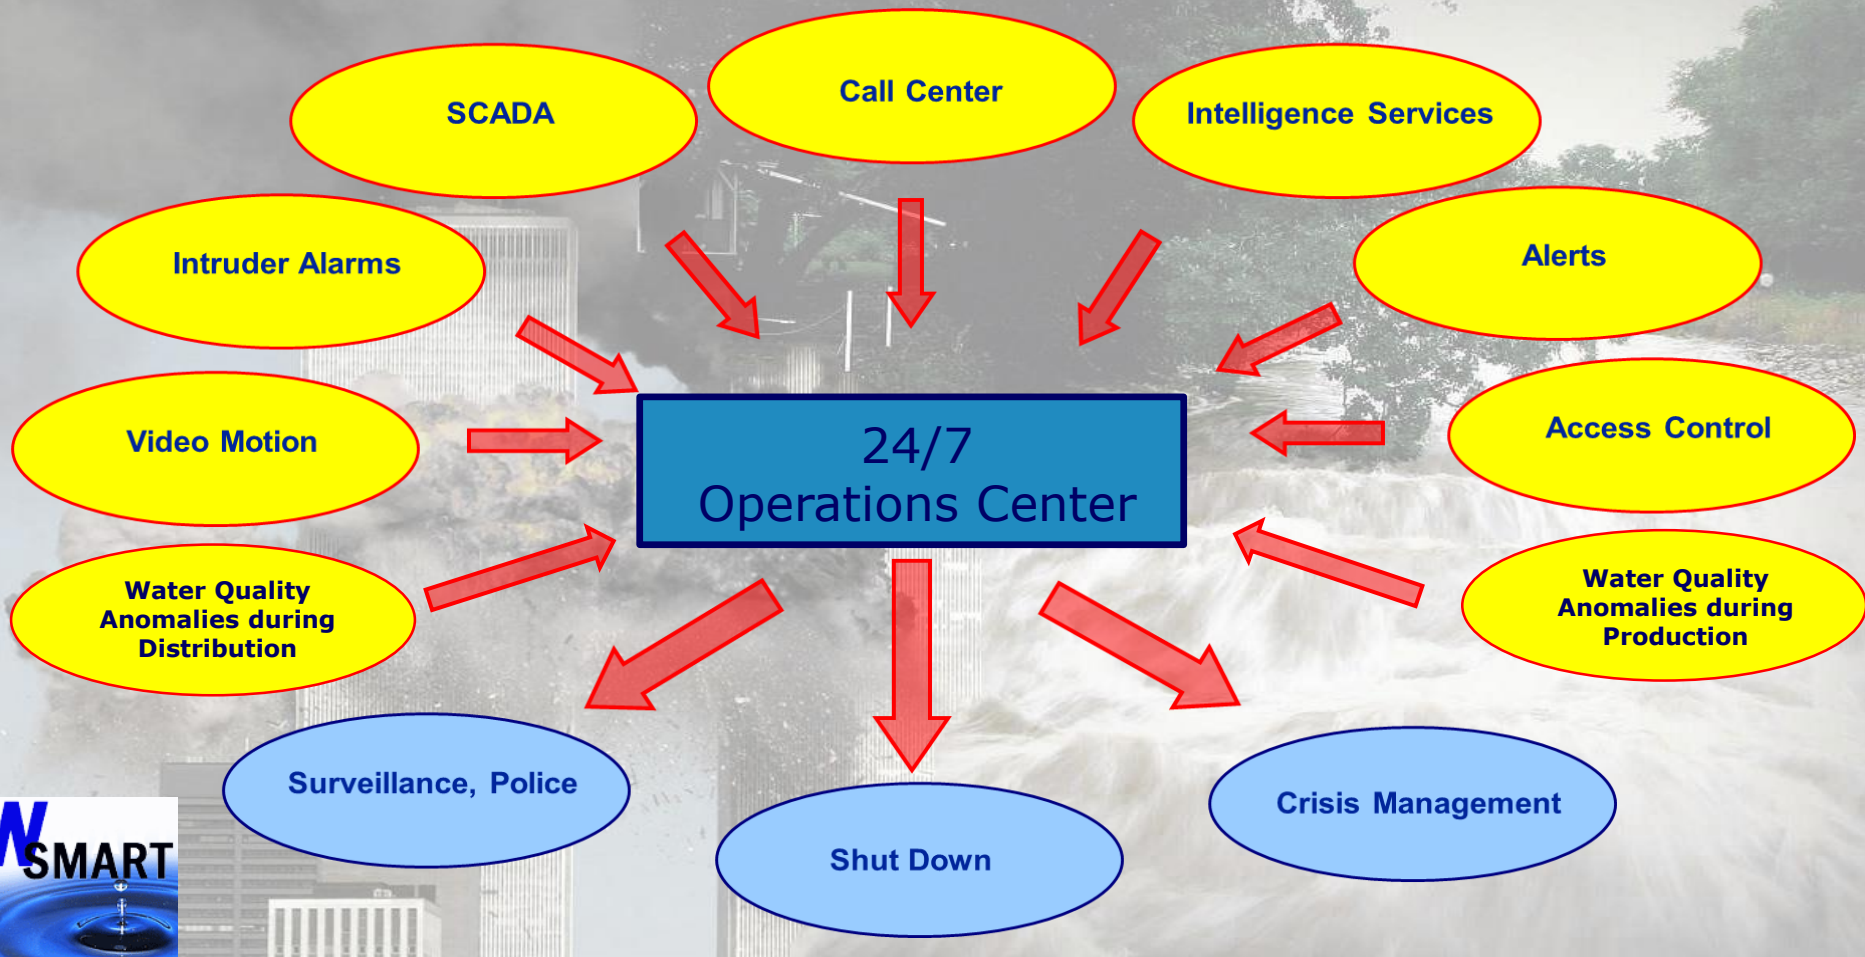 Call Center
SCADA
Intelligence Services
Intruder Alarms
Alerts
Video Motion
Access Control
24/7
Operations Center
Water Quality
Anomalies during
Distribution
Water Quality
Anomalies during
Production
Surveillance, Police
Crisis Management
Shut Down
W
SMART